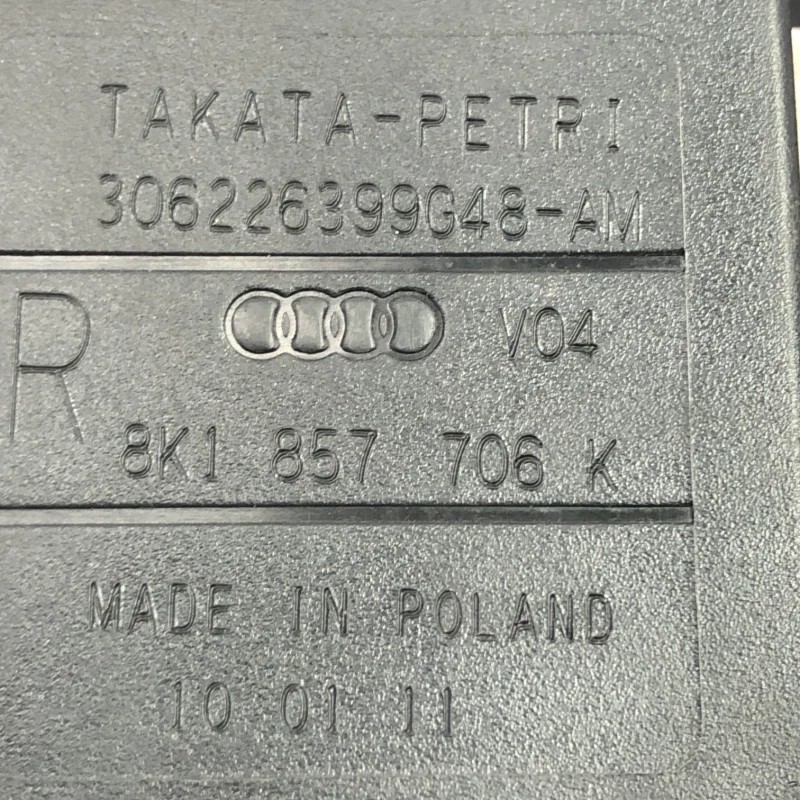 TAKATA-PETRI
306226399G48-AM
R V04
8K1 857 706 K
MADE IN POLAND
10 01 11